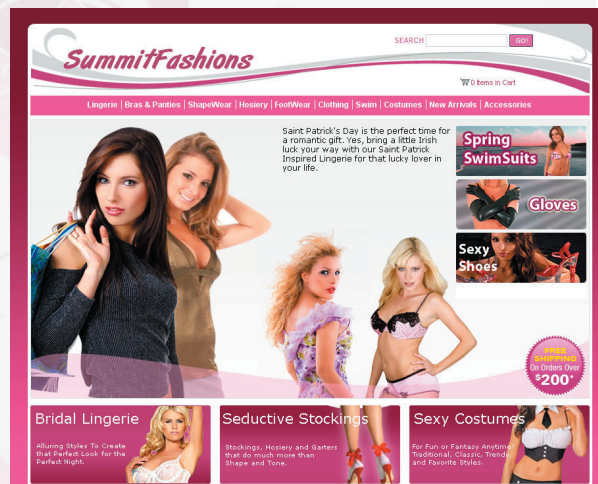 SummitFashions
SEARCH GO!
0 Items in Cart
Lingerie | Bras & Panties | ShapeWear | Hosiery | FootWear | Clothing | Swim | Costumes | New Arrivals | Accessories
Saint Patrick's Day is the perfect time for
a romantic gift. Yes, bring a little Irish
luck your way with our Saint Patrick
Inspired Lingerie for that lucky lover in
your life.
Spring
SwimSuits
Gloves
Sexy
Shoes
FREE
SHIPPING
On Orders Over
$200*
Bridal Lingerie
Alluring Styles To Create
that Perfect Look for the
Perfect Night.
Seductive Stockings
Stockings, Hosiery and Garters
that do much more than
Shape and Tone.
Sexy Costumes
For Fun or Fantasy Anytime
Traditional, Classic, Trendy
and Favorite Styles.